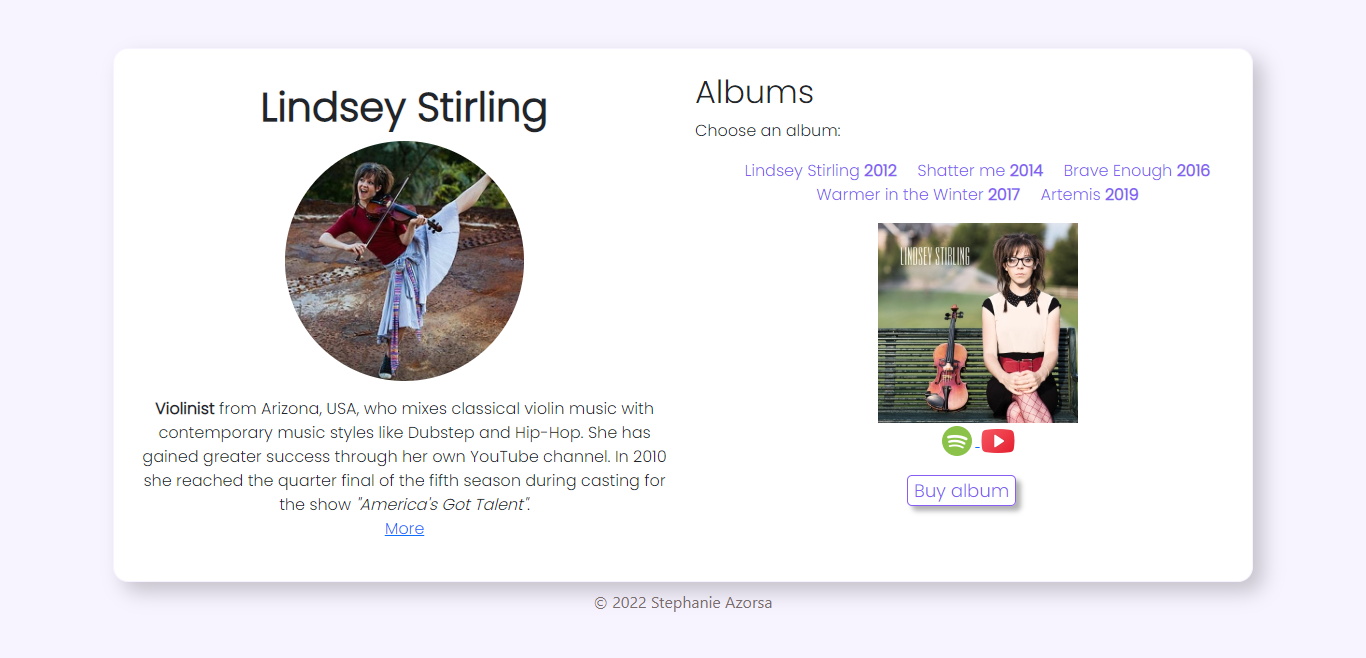 Lindsey Stirling
Violinist from Arizona, USA, who mixes classical violin music with
contemporary music styles like Dubstep and Hip-Hop. She has
gained greater success through her own YouTube channel. In 2010
she reached the quarter final of the fifth season during casting for
the show "America's Got Talent".
More
Albums
Choose an album:
Lindsey Stirling 2012 Shatter me 2014 Brave Enough 2016
Warmer in the Winter 2017 Artemis 2019
LINDSEY STIRLING
Buy album
© 2022 Stephanie Azorsa